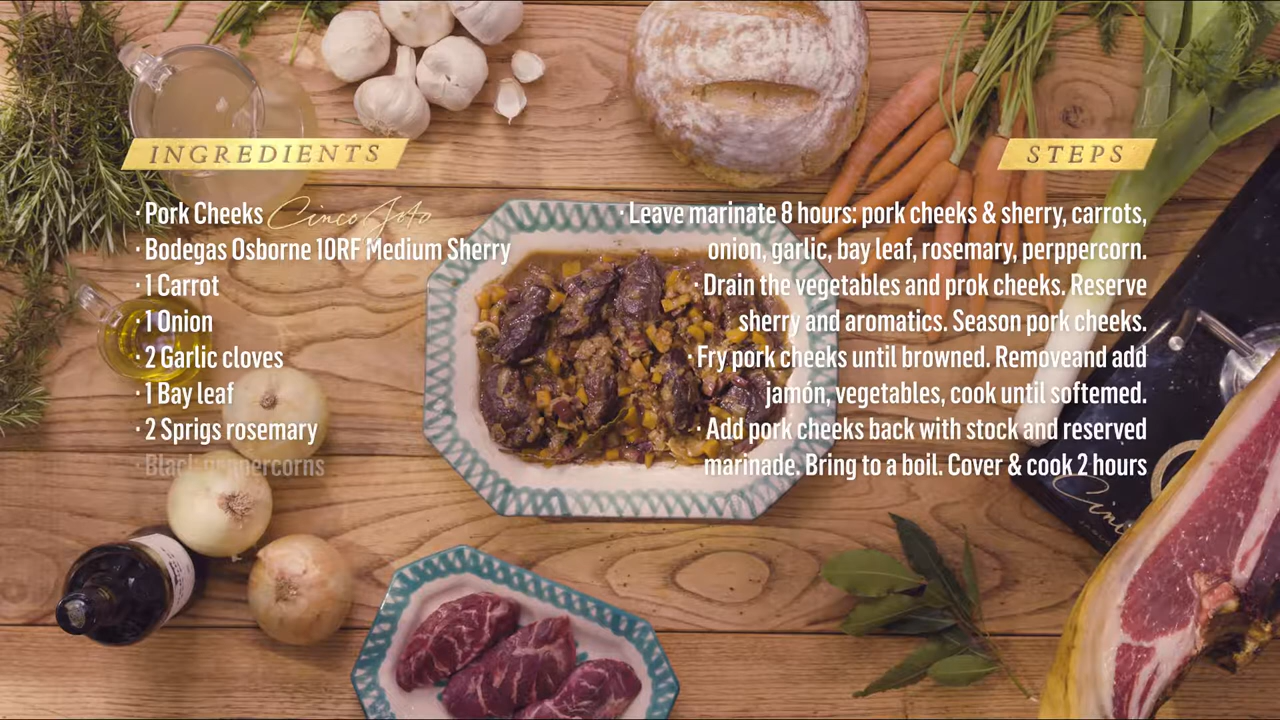 INGREDIENTS
· Pork Cheeks Cinco Jotas
· Bodegas Osborne 10RF Medium Sherry
· 1 Carrot
· 1 Onion
· 2 Garlic cloves
· 1 Bay leaf
· 2 Sprigs rosemary
· Black peppercorns
STEPS
· Leave marinate 8 hours: pork cheeks & sherry, carrots,
onion, garlic, bay leaf, rosemary, perppercorn.
· Drain the vegetables and prok cheeks. Reserve
sherry and aromatics. Season pork cheeks.
· Fry pork cheeks until browned. Removeand add
jamón, vegetables, cook until softemed.
· Add pork cheeks back with stock and reserved
marinade. Bring to a boil. Cover & cook 2 hours